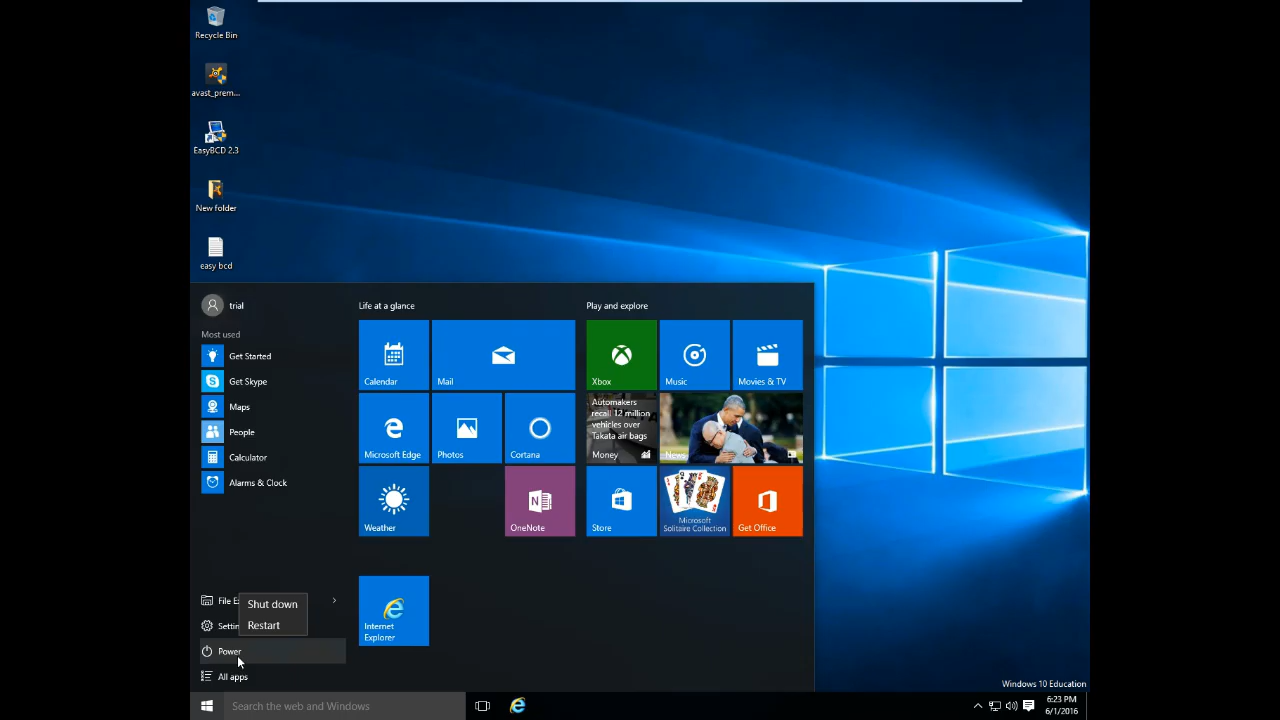 Recycle Bin
avast_prem...
EasyBCD 2.3
New folder
easy bcd
trial
Most used
Get Started
Get Skype
Maps
People
Calculator
Alarms & Clock
File E
Shut down
Restart
Settin
Power
All apps
Life at a glance
Calendar
Mail
Microsoft Edge
Photos
Cortana
Weather
OneNote
Internet
Explorer
Play and explore
Xbox
Music
Movies & TV
Automakers
recall 12 million
vehicles over
Takata air bags
Money
News
Store
Microsoft
Solitaire Collection
Get Office
Windows 10 Education
Search the web and Windows
6:23 PM
6/1/2016